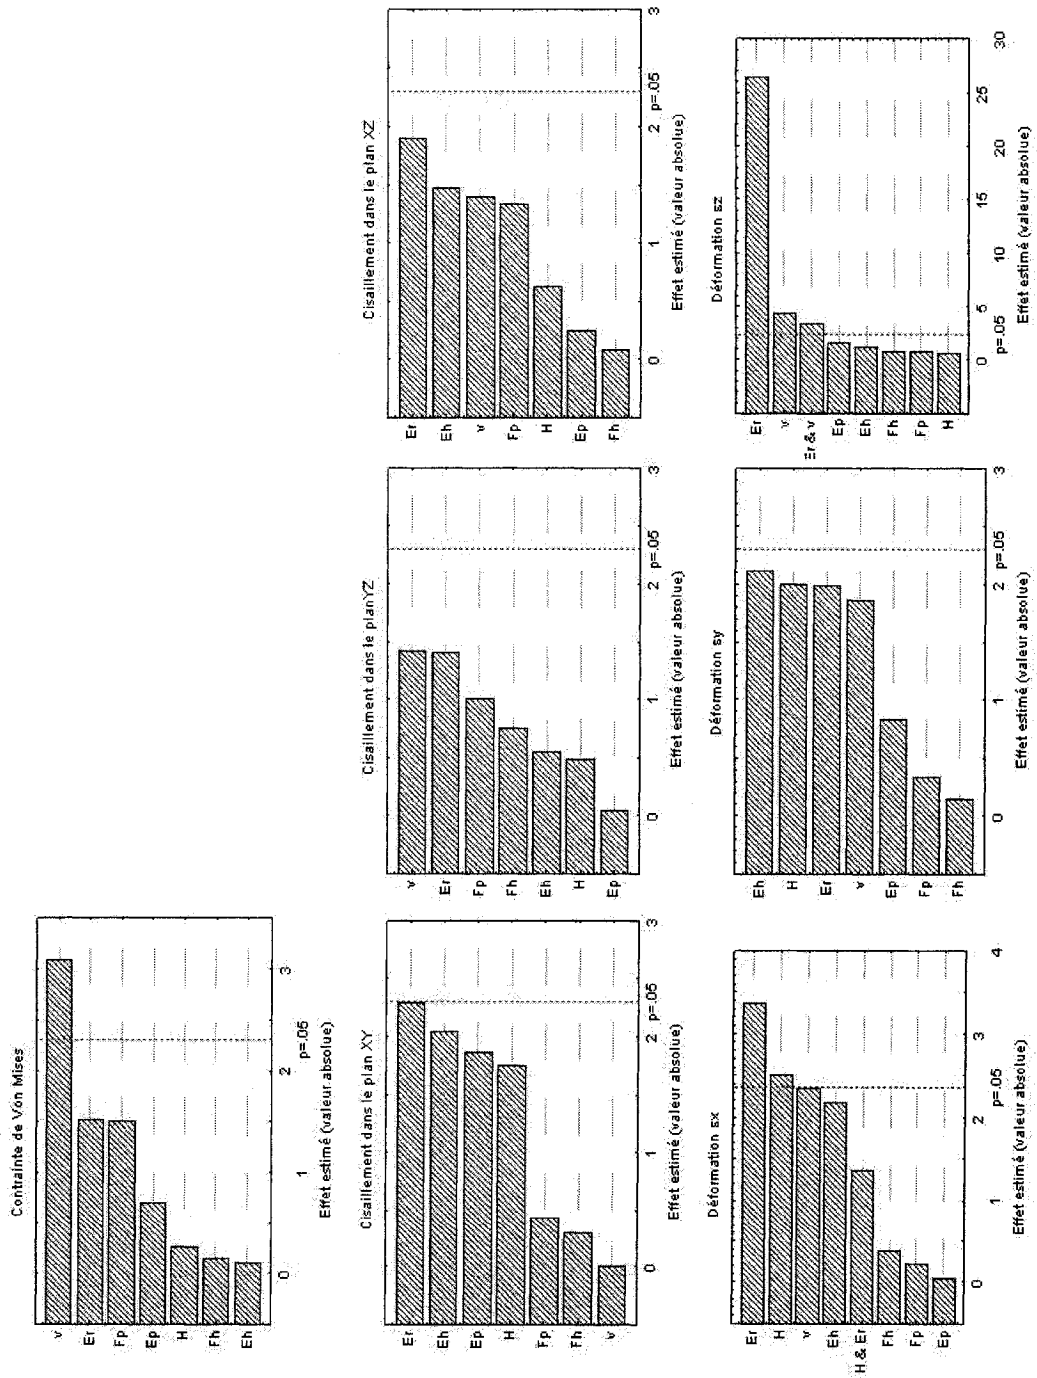 Contrainte de Von Mises
v
Er
Fp
Ep
H
Fh
Eh
0
1
2
p=.05
3
Effet estimé (valeur absolue)
Cisaillement dans le plan XY
Er
Eh
Ep
H
Fp
Fh
v
0
1
2
p=.05
3
Effet estimé (valeur absolue)
Cisaillement dans le planYZ
v
Er
Fp
Fh
Eh
H
Ep
0
1
2
p=.05
3
Effet estimé (valeur absolue)
Cisaillement dans le plan XZ
Er
Eh
v
Fp
H
Ep
Fh
0
1
2
p=.05
3
Effet estimé (valeur absolue)
Déformation εx
Er
H
v
Eh
H & Er
Fh
Fp
Ep
0
1
2
p=.05
3
4
Effet estimé (valeur absolue)
Déformation εy
Eh
H
Er
v
Ep
Fp
Fh
0
1
2
p=.05
3
Effet estimé (valeur absolue)
Déformation εz
Er
v
Er & v
Ep
Eh
Fh
Fp
H
0
p=.05
5
10
15
20
25
30
Effet estimé (valeur absolue)